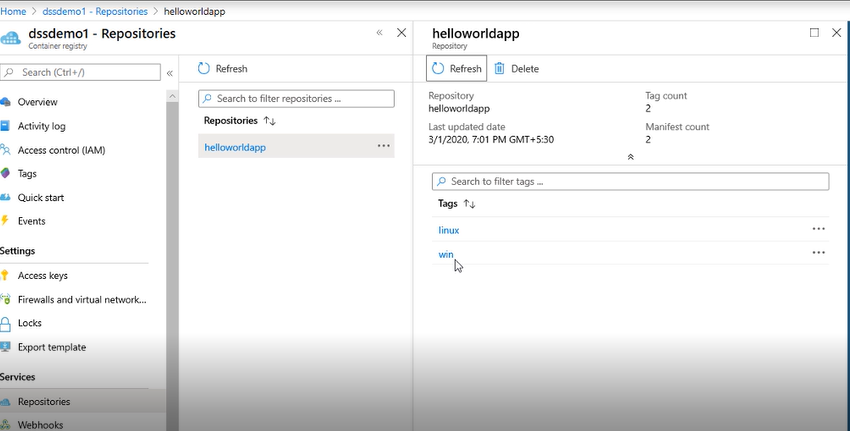 Home > dssdemo1 - Repositories > helloworldapp
dssdemo1 - Repositories
Container registry
Search (Ctrl+/)
Overview
Activity log
Access control (IAM)
Tags
Quick start
Events
Settings
Access keys
Firewalls and virtual network...
Locks
Export template
Services
Repositories
Webhooks
Refresh
Search to filter repositories ...
Repositories
helloworldapp
helloworldapp
Repository
Refresh
Delete
Repository
helloworldapp
Tag count
2
Last updated date
3/1/2020, 7:01 PM GMT+5:30
Manifest count
2
Search to filter tags ...
Tags
linux
win